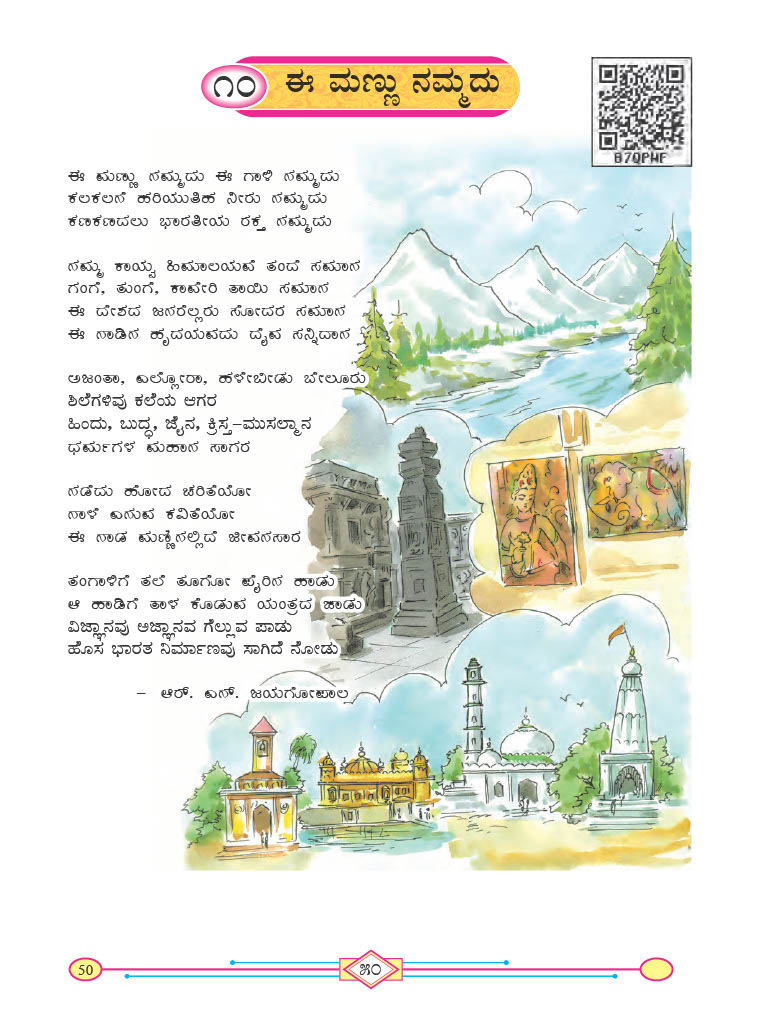 ೧೦ ಈ ಮಣ್ಣು ನಮ್ಮದು
B7QPWF
ಈ ಮಣ್ಣು ನಮ್ಮದು ಈ ಗಾಳಿ ನಮ್ಮದು
ಕಲಕಲನೆ ಹರಿಯುತಿಹ ನೀರು ನಮ್ಮದು
ಕಣಕಣದಲು ಭಾರತೀಯ ರಕ್ತ ನಮ್ಮದು
ನಮ್ಮ ಕಾಯ್ವ ಹಿಮಾಲಯವೆ ತಂದೆ ಸಮಾನ
ಗಂಗೆ, ತುಂಗೆ, ಕಾವೇರಿ ತಾಯಿ ಸಮಾನ
ಈ ದೇಶದ ಜನರೆಲ್ಲರು ಸೋದರ ಸಮಾನ
ಈ ನಾಡಿನ ಹೃದಯವದು ದೈವ ಸನ್ನಿದಾನ
ಅಜಂತಾ, ಎಲ್ಲೋರಾ, ಹಳೇಬೀಡು ಬೇಲೂರು
ಶಿಲೆಗಳಿವು ಕಲೆಯ ಆಗರ
ಹಿಂದು, ಬುದ್ಧ, ಜೈನ, ಕ್ರಿಸ್ತ-ಮುಸಲ್ಮಾನ
ಧರ್ಮಗಳ ಮಹಾನ ಸಾಗರ
ನಡೆದು ಹೋದ ಚರಿತೆಯೋ
ನಾಳೆ ಎನುವ ಕವಿತೆಯೋ
ಈ ನಾಡ ಮಣ್ಣಿನಲ್ಲಿದೆ ಜೀವನಸಾರ
ತಂಗಾಳಿಗೆ ತಲೆ ತೂಗೋ ಪೈರಿನ ಹಾಡು
ಆ ಹಾಡಿಗೆ ತಾಳ ಕೊಡುವ ಯಂತ್ರದ ಜಾಡು
ವಿಜ್ಞಾನವು ಅಜ್ಞಾನವ ಗೆಲ್ಲುವ ಪಾಡು
ಹೊಸ ಭಾರತ ನಿರ್ಮಾಣವು ಸಾಗಿದೆ ನೋಡು
– ಆರ್. ಎನ್. ಜಯಗೋಪಾಲ
50
೫೦